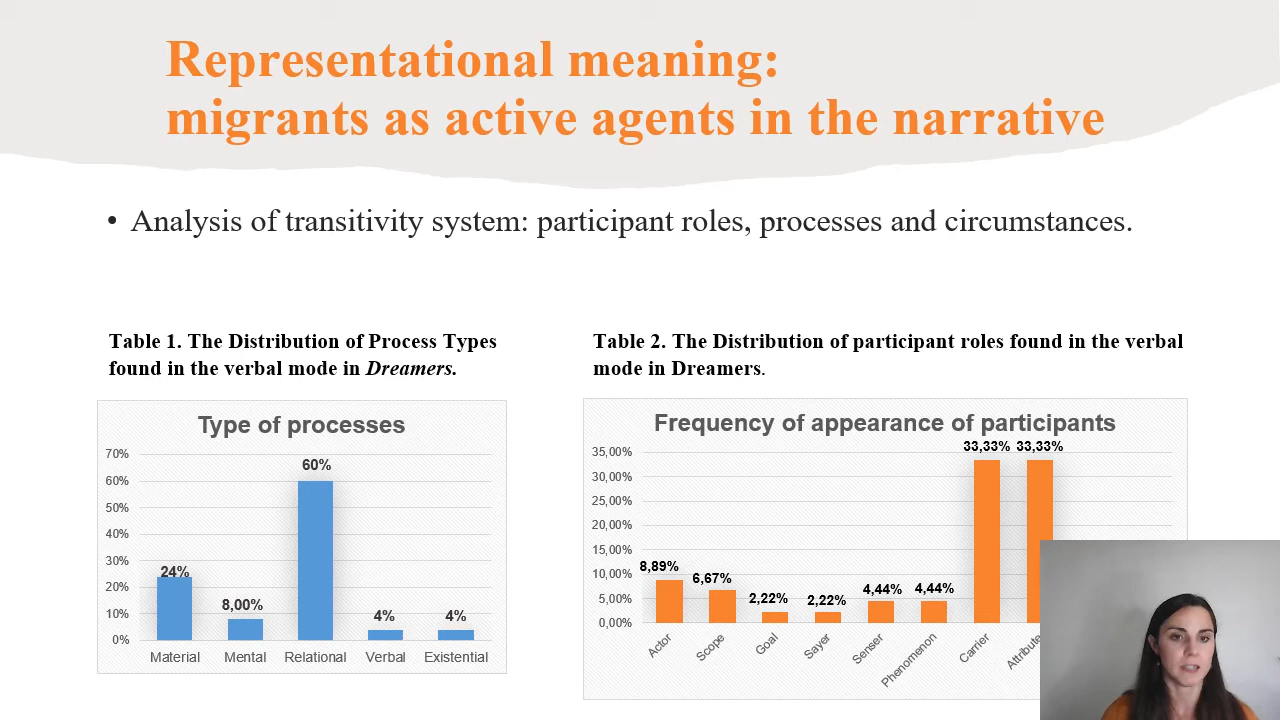 Representational meaning:
migrants as active agents in the narrative
• Analysis of transitivity system: participant roles, processes and circumstances.
Table 1. The Distribution of Process Types
found in the verbal mode in Dreamers.
Table 2. The Distribution of participant roles found in the verbal
mode in Dreamers.
Type of processes
70%
60%
50%
40%
30%
20%
10%
0%
24%
8,00%
60%
4%
4%
Material Mental Relational Verbal Existential
Frequency of appearance of participants
35,00%
30,00%
25,00%
20,00%
15,00%
10,00%
5,00%
0,00%
8,89%
6,67%
2,22%
2,22%
4,44%
4,44%
33,33%
33,33%
Actor
Scope
Goal
Sayer
Senser
Phenomenon
Carrier
Attribute